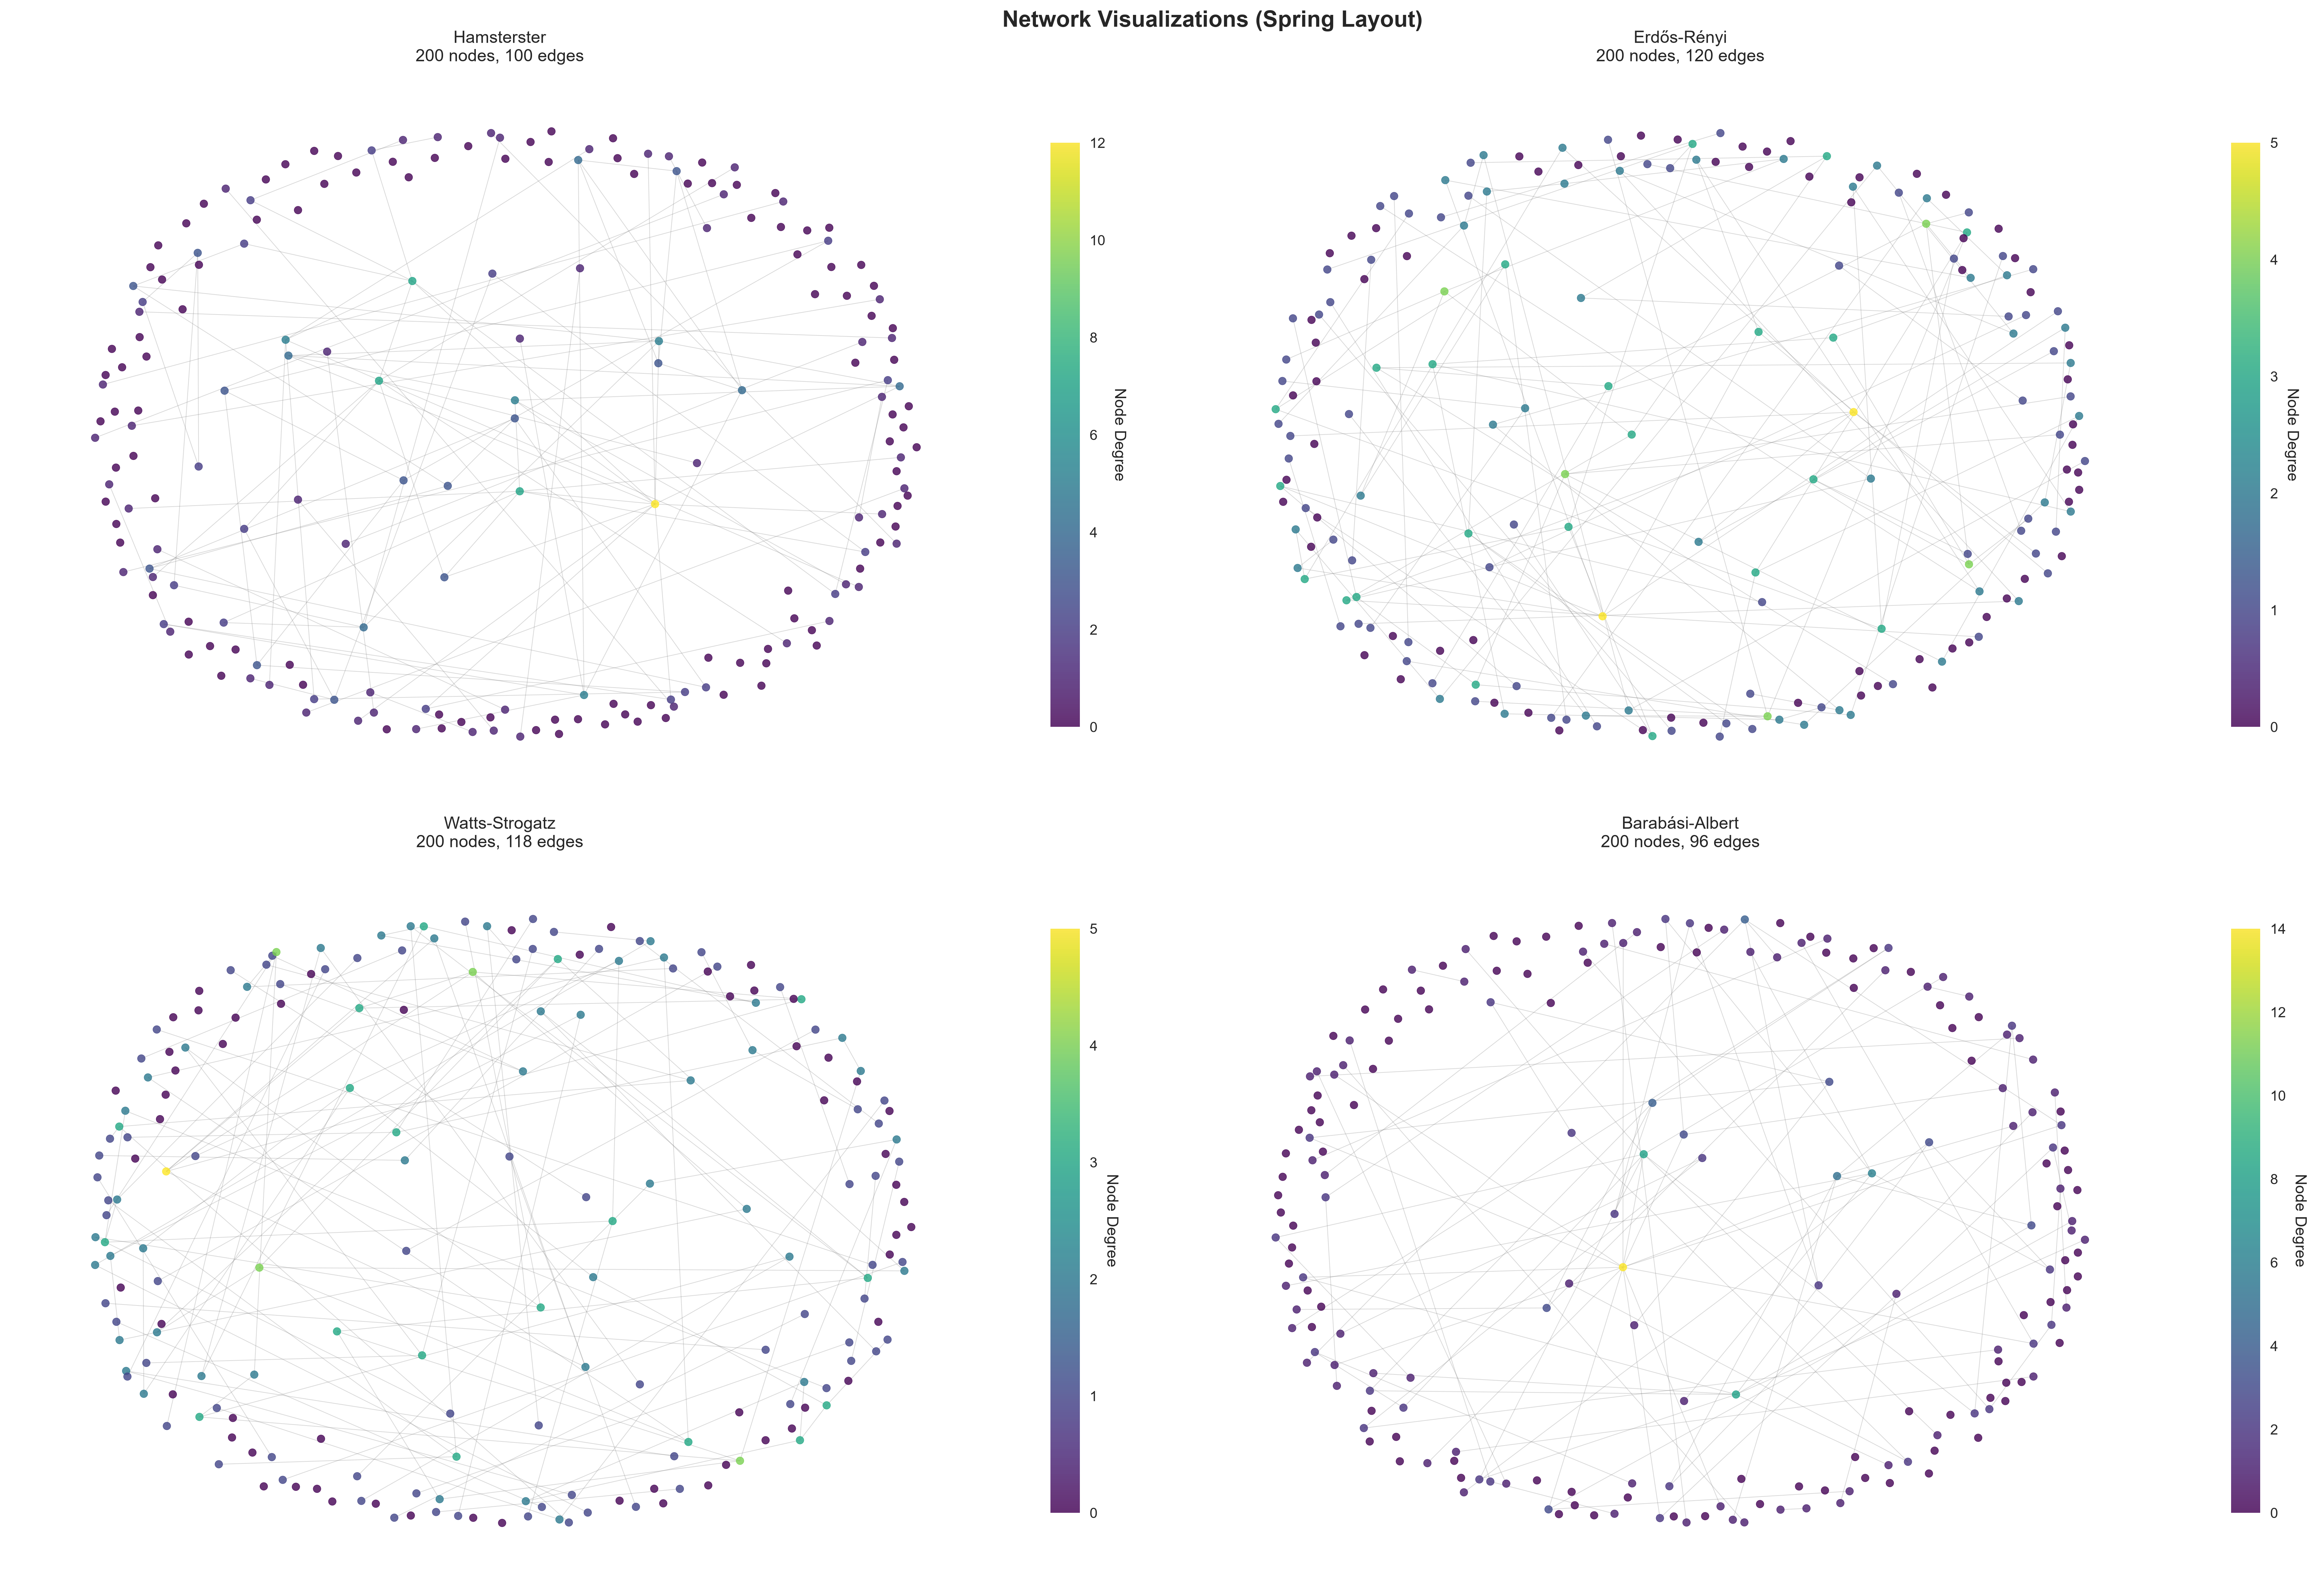 Network Visualizations (Spring Layout)
Hamsterster
200 nodes, 100 edges
12
10
8
6
4
2
0
Node Degree
Erdős-Rényi
200 nodes, 120 edges
5
4
3
2
1
0
Node Degree
Watts-Strogatz
200 nodes, 118 edges
5
4
3
2
1
0
Node Degree
Barabási-Albert
200 nodes, 96 edges
14
12
10
8
6
4
2
0
Node Degree